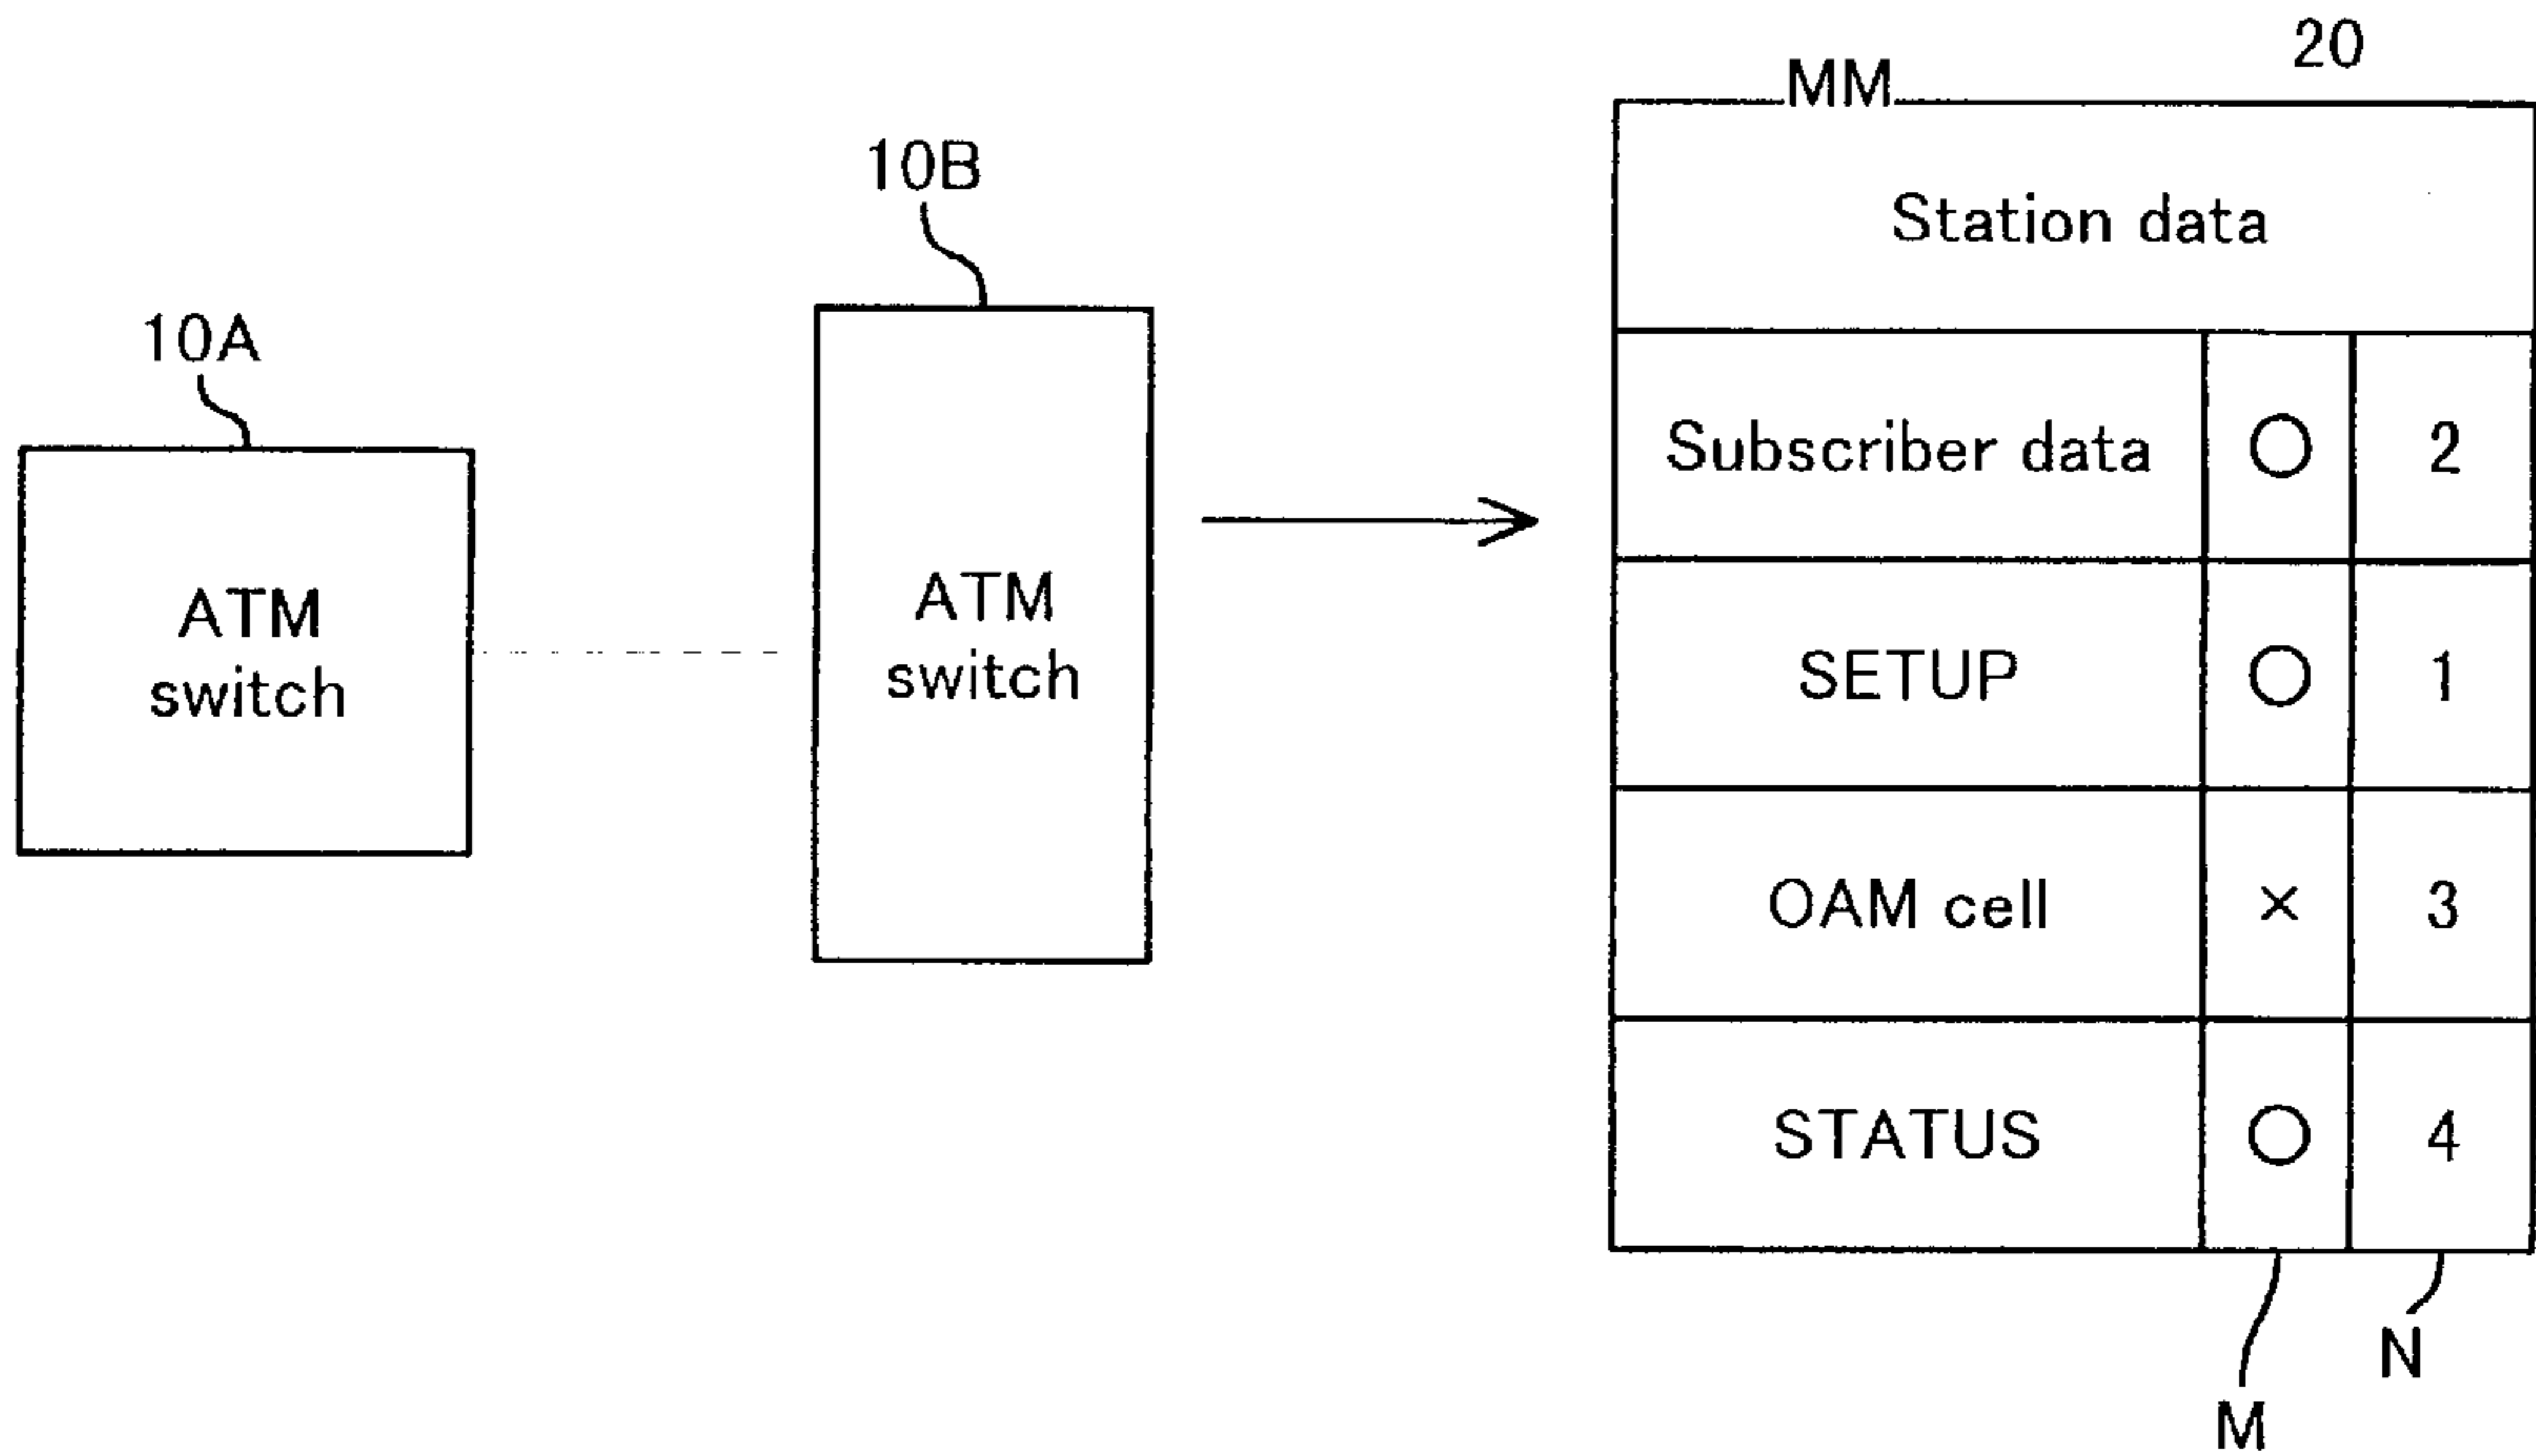 10A
ATM
switch
10B
ATM
switch
20
MM
Station data
Subscriber data ○ 2
SETUP ○ 1
OAM cell × 3
STATUS ○ 4
M
N